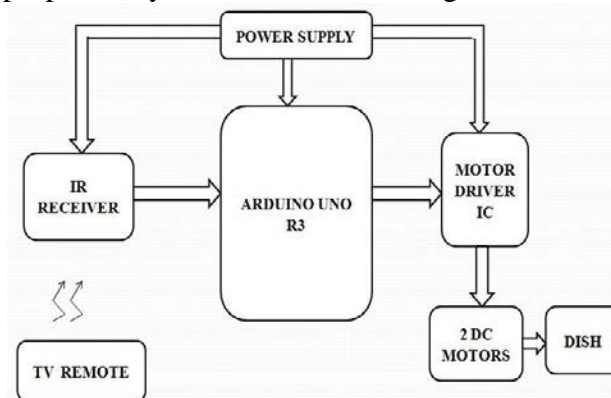 POWER SUPPLY
IR
RECEIVER
ARDUINO UNO
R3
MOTOR
DRIVER
IC
2 DC
MOTORS
DISH
TV REMOTE